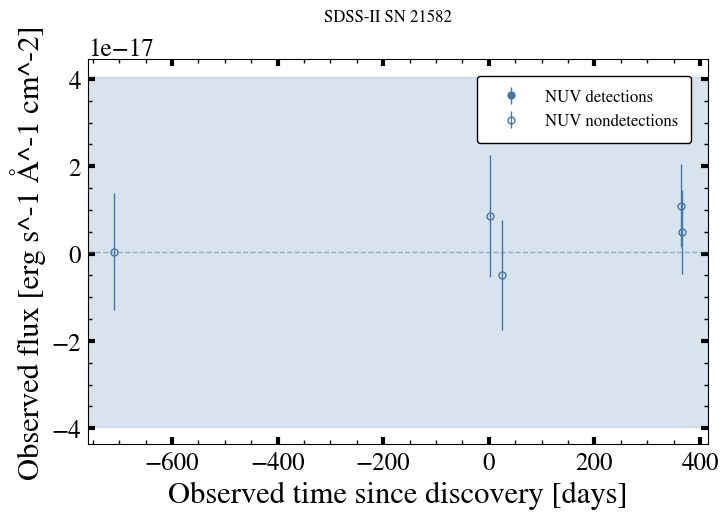 SDSS-II SN 21582
1e−17
NUV detections
NUV nondetections
4
2
0
−2
−4
Observed flux [erg s^-1 Å^-1 cm^-2]
−600 −400 −200 0 200 400
Observed time since discovery [days]